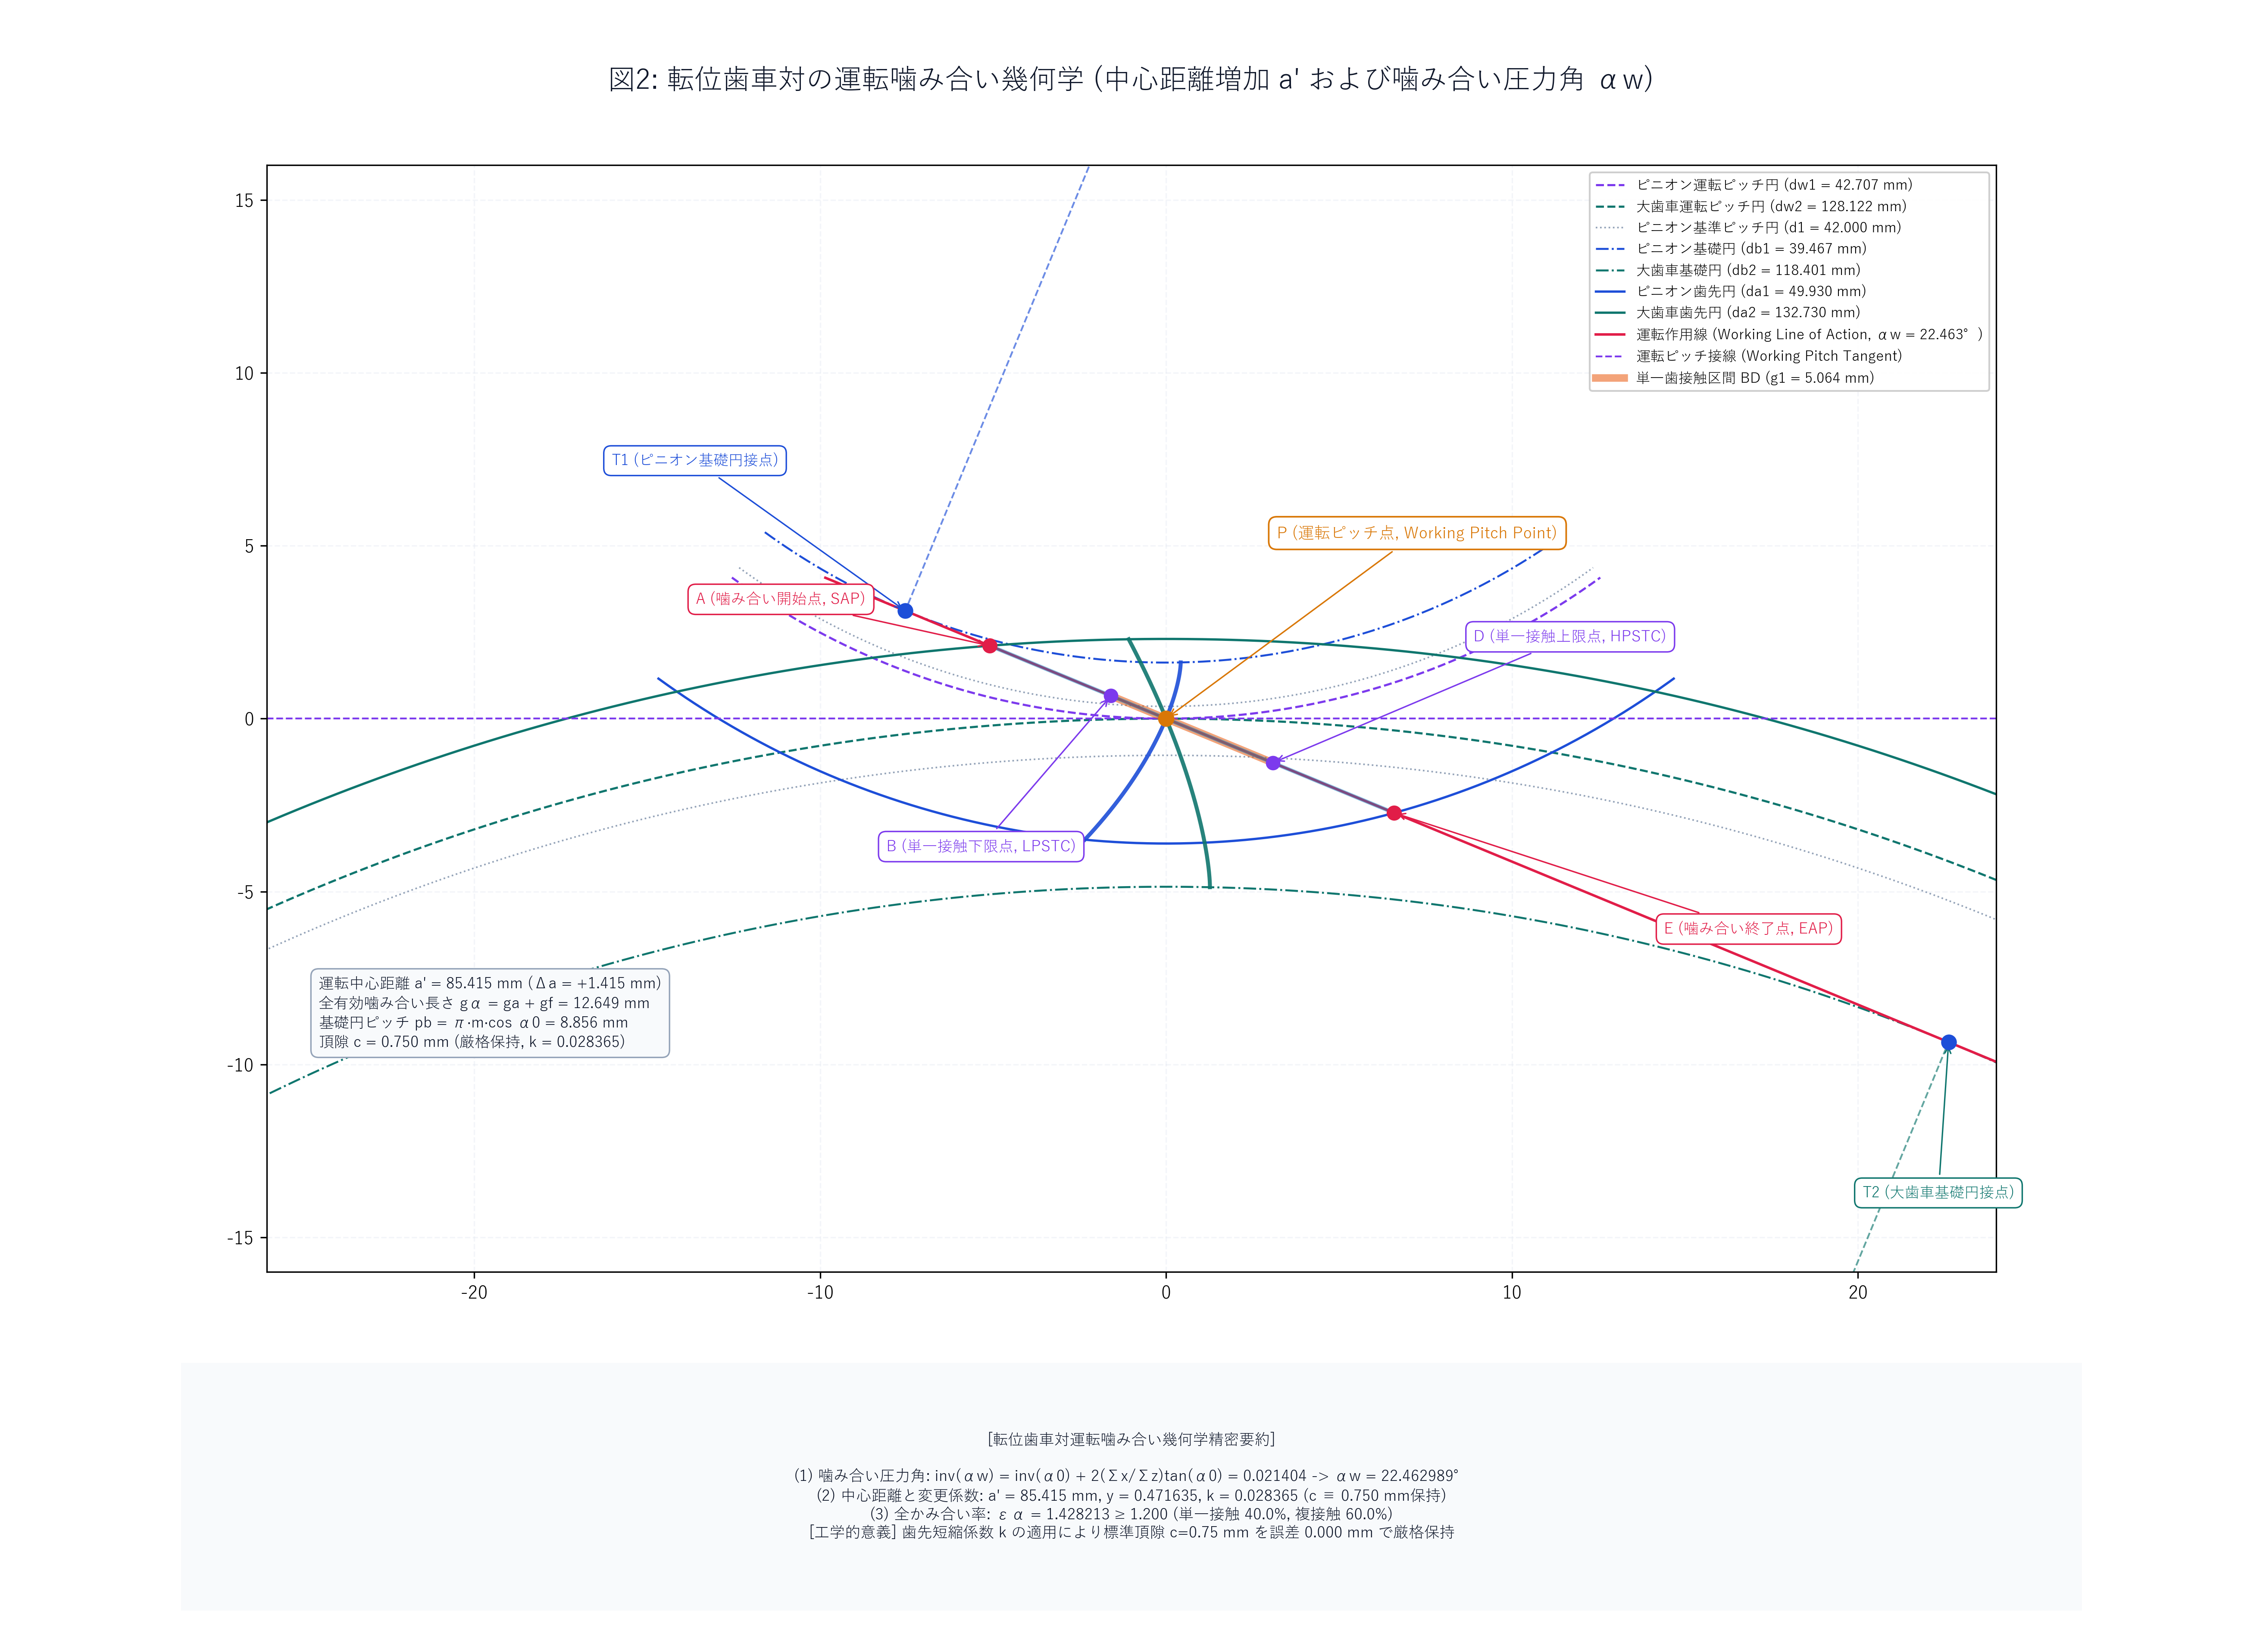 図2: 転位歯車対の運転噛み合い幾何学 (中心距離増加 a' および噛み合い圧力角 αw)
ピニオン運転ピッチ円 (dw1 = 42.707 mm)
大歯車運転ピッチ円 (dw2 = 128.122 mm)
ピニオン基準ピッチ円 (d1 = 42.000 mm)
ピニオン基礎円 (db1 = 39.467 mm)
大歯車基礎円 (db2 = 118.401 mm)
ピニオン歯先円 (da1 = 49.930 mm)
大歯車歯先円 (da2 = 132.730 mm)
運転作用線 (Working Line of Action, αw = 22.463°)
運転ピッチ接線 (Working Pitch Tangent)
単一歯接触区間 BD (g1 = 5.064 mm)
15
10
5
0
-5
-10
-15
T1 (ピニオン基礎円接点)
P (運転ピッチ点, Working Pitch Point)
A (噛み合い開始点, SAP)
D (単一接触上限点, HPSTC)
B (単一接触下限点, LPSTC)
E (噛み合い終了点, EAP)
運転中心距離 a' = 85.415 mm (Δa = +1.415 mm)
全有効噛み合い長さ gα = ga + gf = 12.649 mm
基礎円ピッチ pb = π·m·cos α0 = 8.856 mm
頂隙 c = 0.750 mm (厳格保持, k = 0.028365)
T2 (大歯車基礎円接点)
-20
-10
0
10
20
[転位歯車対運転噛み合い幾何学精密要約]
(1) 噛み合い圧力角: inv(αw) = inv(α0) + 2(Σx/Σz)tan(α0) = 0.021404 -> αw = 22.462989°
(2) 中心距離と変更係数: a' = 85.415 mm, y = 0.471635, k = 0.028365 (c ≡ 0.750 mm保持)
(3) 全かみ合い率: εα = 1.428213 ≥ 1.200 (単一接触 40.0%, 複接触 60.0%)
[工学的意義] 歯先短縮係数 k の適用により標準頂隙 c=0.75 mm を誤差 0.000 mm で厳格保持